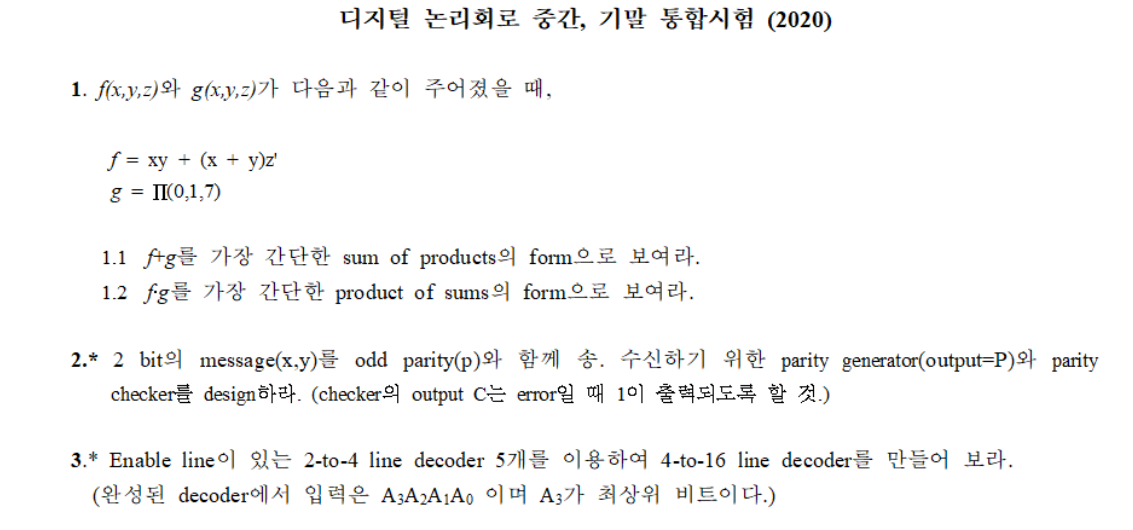 디지털 논리회로 중간, 기말 통합시험 (2020)
1. f(x,y,z)와 g(x,y,z)가 다음과 같이 주어졌을 때,
f = xy + (x + y)z'
g = Π(0,1,7)
1.1 f+g를 가장 간단한 sum of products의 form으로 보여라.
1.2 f·g를 가장 간단한 product of sums의 form으로 보여라.
2.* 2 bit의 message(x,y)를 odd parity(p)와 함께 송. 수신하기 위한 parity generator(output=P)와 parity
checker를 design하라. (checker의 output C는 error일 때 1이 출력되도록 할 것.)
3.* Enable line이 있는 2-to-4 line decoder 5개를 이용하여 4-to-16 line decoder를 만들어 보라.
(완성된 decoder에서 입력은 A₃A₂A₁A₀ 이며 A₃가 최상위 비트이다.)